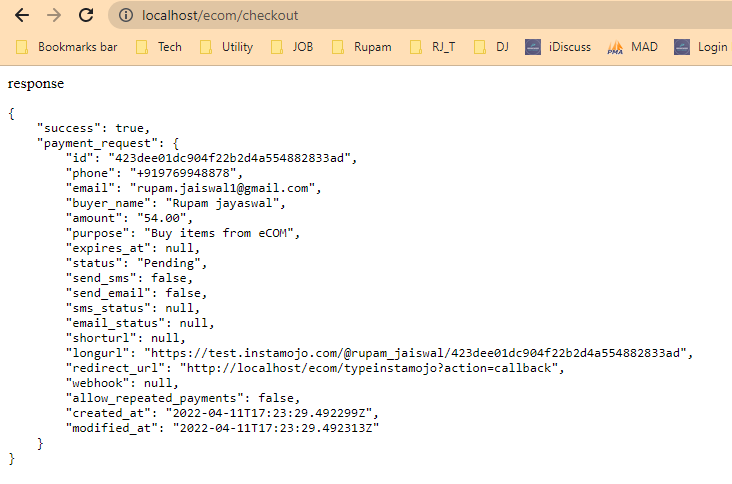 localhost/ecom/checkout
Bookmarks bar Tech Utility JOB Rupam RJ_T DJ iDiscuss PMA MAD Login
response
{
    "success": true,
    "payment_request": {
        "id": "423dee01dc904f22b2d4a554882833ad",
        "phone": "+919769948878",
        "email": "rupam.jaiswal1@gmail.com",
        "buyer_name": "Rupam jayaswal",
        "amount": "54.00",
        "purpose": "Buy items from eCOM",
        "expires_at": null,
        "status": "Pending",
        "send_sms": false,
        "send_email": false,
        "sms_status": null,
        "email_status": null,
        "shorturl": null,
        "longurl": "https://test.instamojo.com/@rupam_jaiswal/423dee01dc904f22b2d4a554882833ad",
        "redirect_url": "http://localhost/ecom/typeinstamojo?action=callback",
        "webhook": null,
        "allow_repeated_payments": false,
        "created_at": "2022-04-11T17:23:29.492299Z",
        "modified_at": "2022-04-11T17:23:29.492313Z"
    }
}